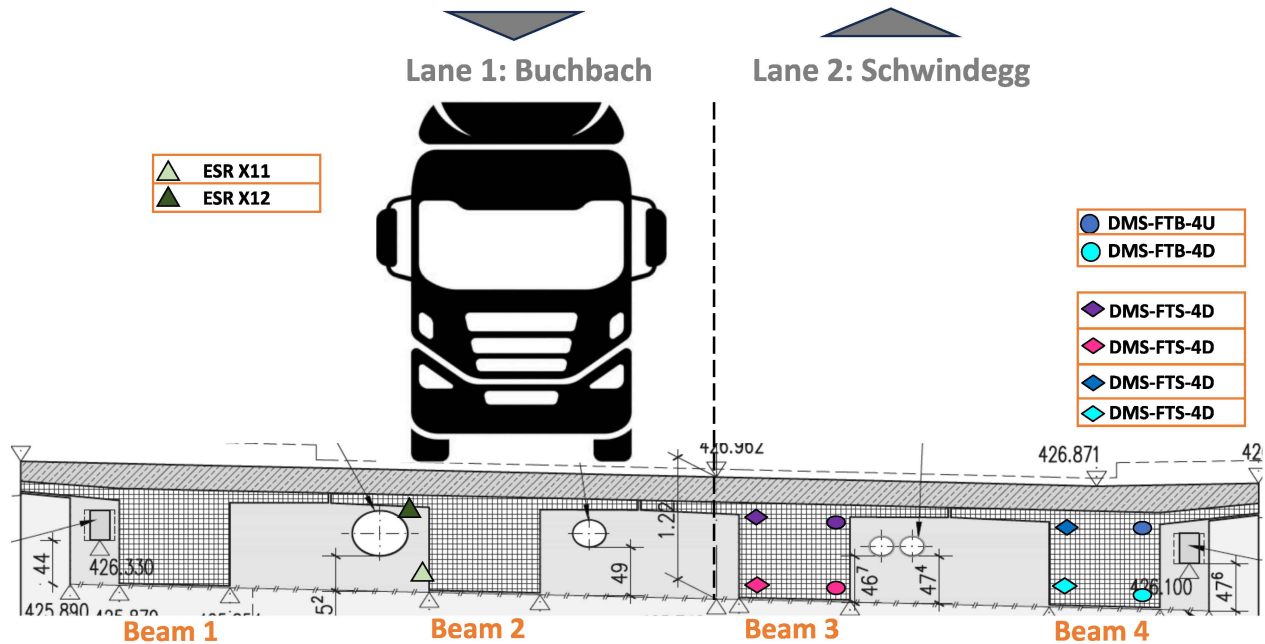 Lane 1: Buchbach
Lane 2: Schwindegg
ESR X11
ESR X12
DMS-FTB-4U
DMS-FTB-4D
DMS-FTS-4D
DMS-FTS-4D
DMS-FTS-4D
DMS-FTS-4D
426.962
426.871
1.22
44
426.330
49
46⁷
47⁴
426.100
47⁶
5²
425.890
425.870
Beam 1
Beam 2
Beam 3
Beam 4